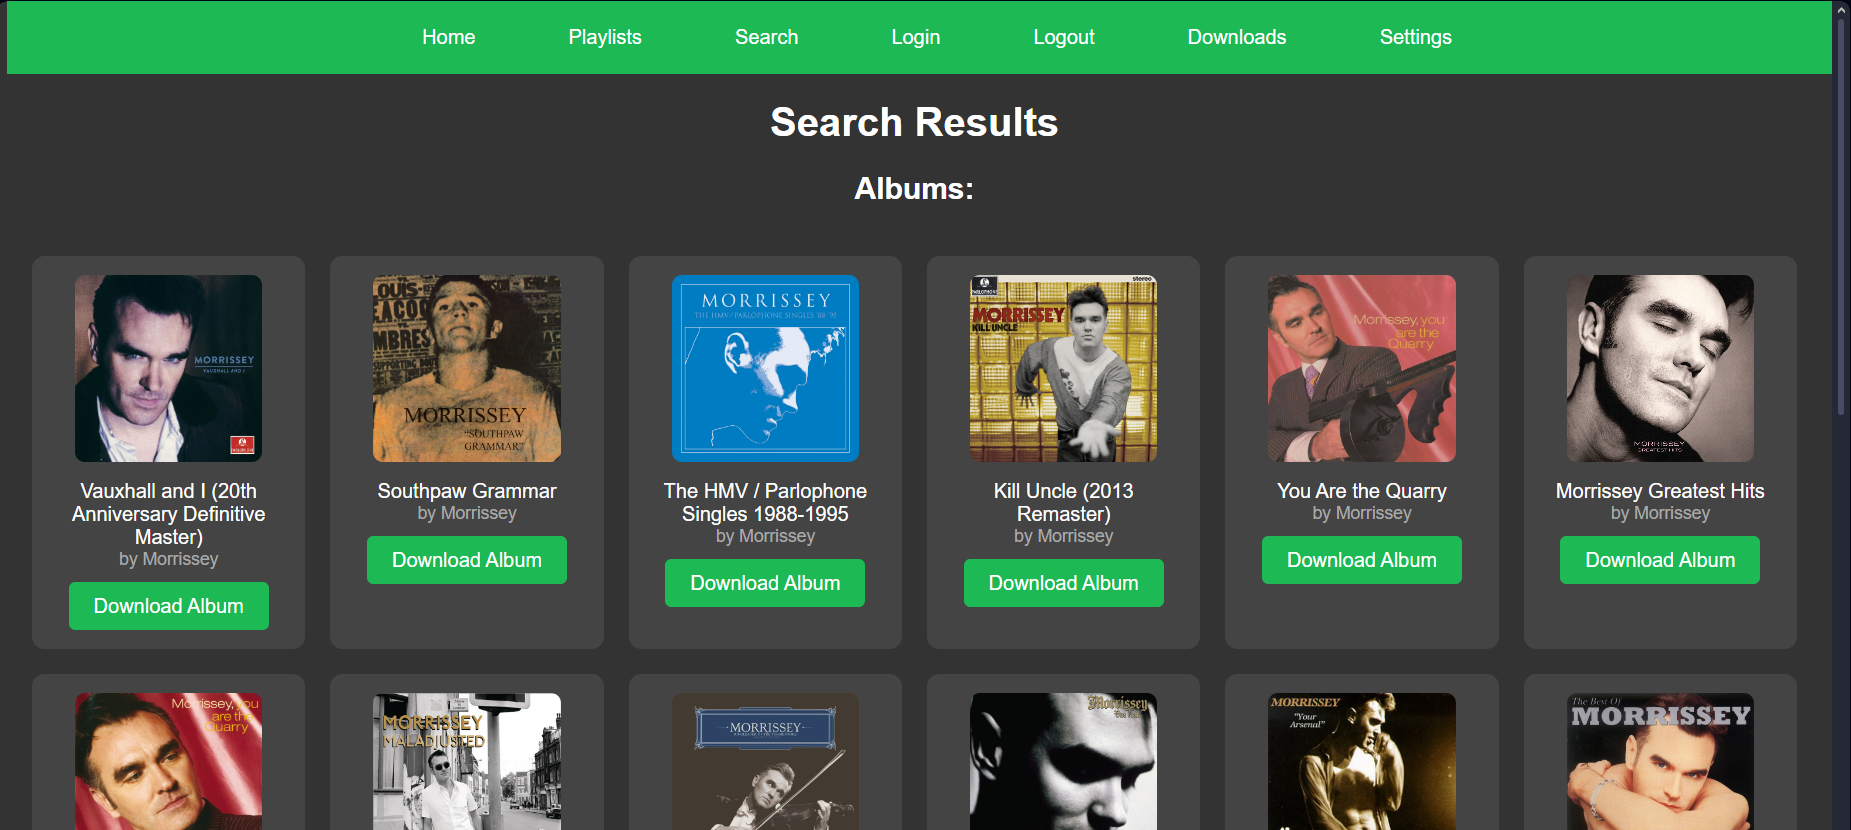 Home Playlists Search Login Logout Downloads Settings
Search Results
Albums:
MORRISSEY
VAUXHALL AND I
MORRISSEY
"SOUTHPAW
GRAMMAR"
MORRISSEY
THE HMV / PARLOPHONE SINGLES '88-'95
stereo
PARLOPHONE
MORRISSEY
KILL UNCLE
Morrissey, you
are the
Quarry
MORRISSEY
GREATEST HITS
Vauxhall and I (20th
Anniversary Definitive
Master)
by Morrissey
Download Album
Southpaw Grammar
by Morrissey
Download Album
The HMV / Parlophone
Singles 1988-1995
by Morrissey
Download Album
Kill Uncle (2013
Remaster)
by Morrissey
Download Album
You Are the Quarry
by Morrissey
Download Album
Morrissey Greatest Hits
by Morrissey
Download Album
Morrissey, you
are the
Quarry
MORRISSEY
MALADJUSTED
MORRISSEY
Morrissey
MORRISSEY
"Your
Arsenal"
The Best Of
MORRISSEY